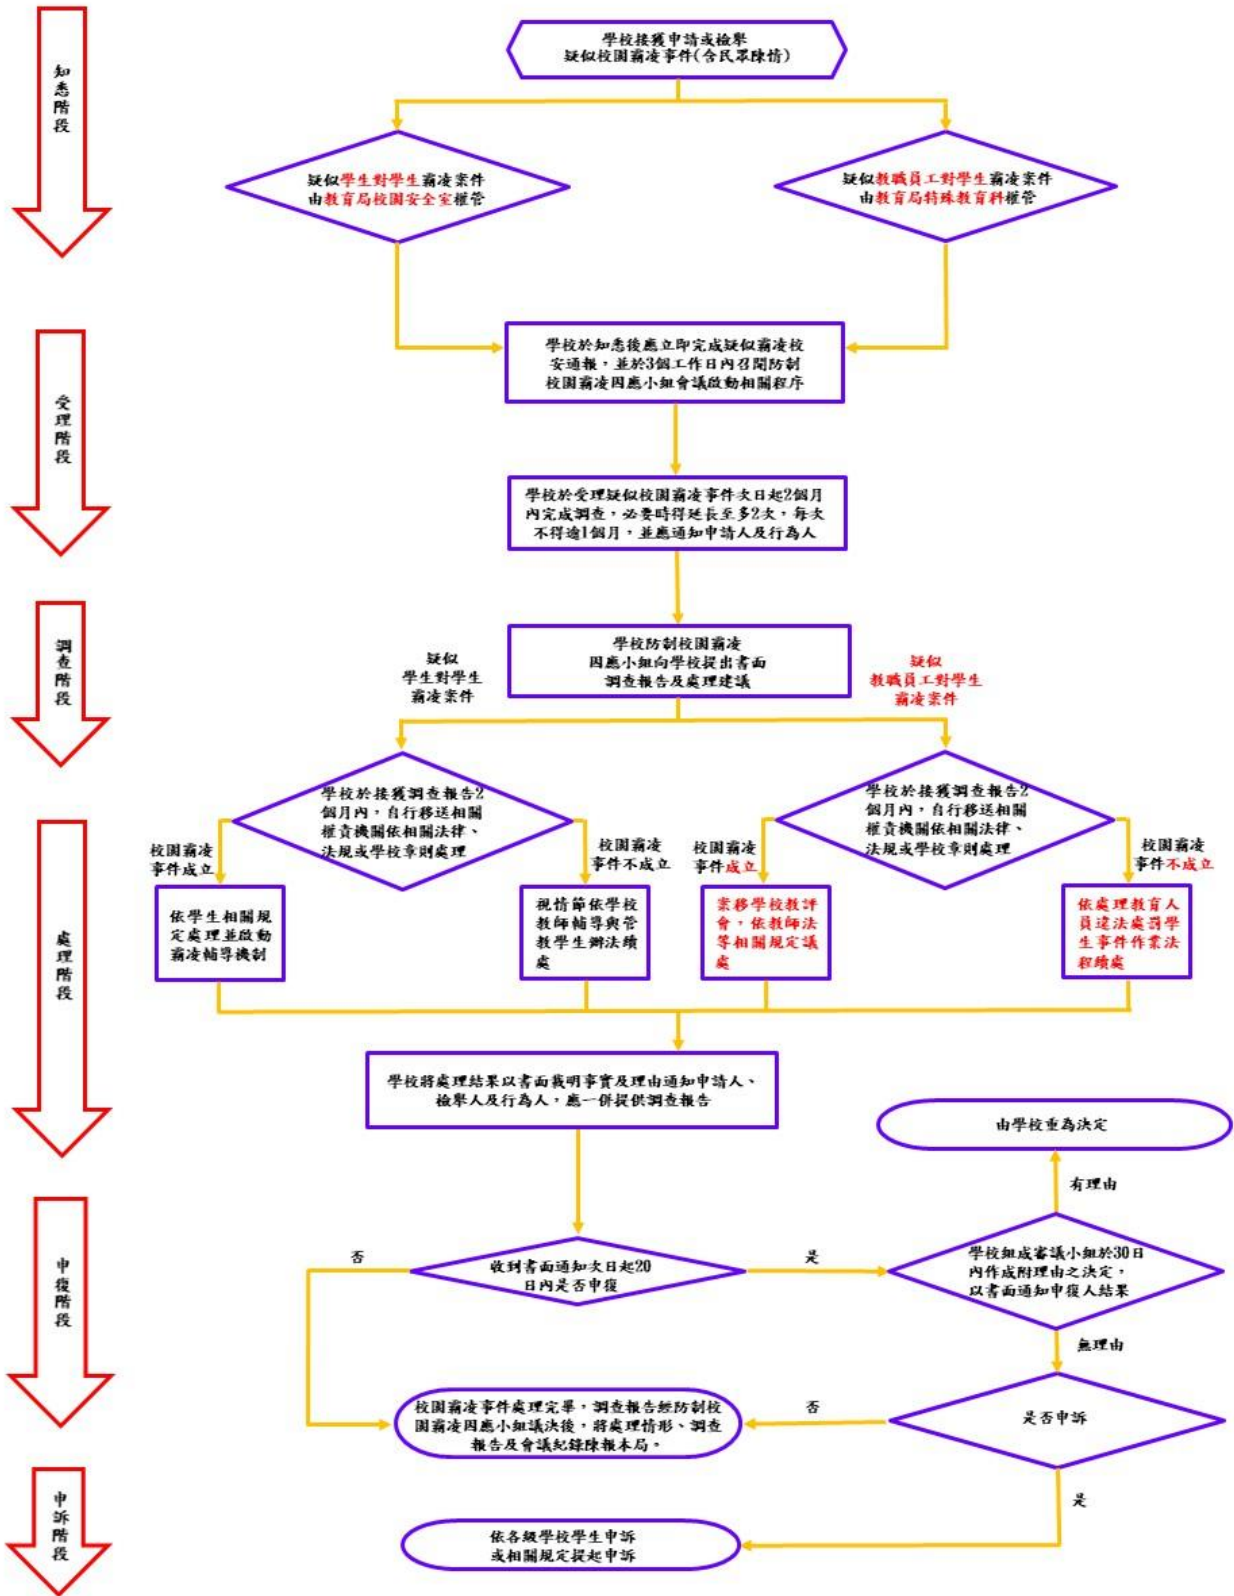 知悉階段
學校接獲申請或檢舉
疑似校園霸凌事件(含民眾陳情)
疑似學生對學生霸凌案件
由教育局校園安全室權管
疑似教職員工對學生霸凌案件
由教育局特殊教育科權管
受理階段
學校於知悉後應立即完成疑似霸凌校
安通報，並於3個工作日內召開防制
校園霸凌因應小組會議啟動相關程序
學校於受理疑似校園霸凌事件次日起2個月
內完成調查，必要時得延長至多2次，每次
不得逾1個月，並應通知申請人及行為人
調查階段
學校防制校園霸凌
因應小組向學校提出書面
調查報告及處理建議
疑似
學生對學生
霸凌案件
疑似
教職員工對學生
霸凌案件
處理階段
學校於接獲調查報告2
個月內，自行移送相關
權責機關依相關法律、
法規或學校章則處理
學校於接獲調查報告2
個月內，自行移送相關
權責機關依相關法律、
法規或學校章則處理
校園霸凌
事件成立
校園霸凌
事件不成立
校園霸凌
事件成立
校園霸凌
事件不成立
依學生相關規
定處理並啟動
霸凌輔導機制
視情節依學校
教師輔導與管
教學生辦法續
處
案移學校教評
會，依教師法
等相關規定議
處
依處理教育人
員違法處罰學
生事件作業法
程續處
學校將處理結果以書面載明事實及理由通知申請人、
檢舉人及行為人，應一併提供調查報告
由學校重為決定
有理由
申復階段
否
收到書面通知次日起20
日內是否申復
是
學校組成審議小組於30日
內作成附理由之決定，
以書面通知申復人結果
無理由
校園霸凌事件處理完畢，調查報告經防制校
園霸凌因應小組議決後，將處理情形、調查
報告及會議紀錄陳報本局。
否
是否申訴
是
申訴階段
依各級學校學生申訴
或相關規定提起申訴